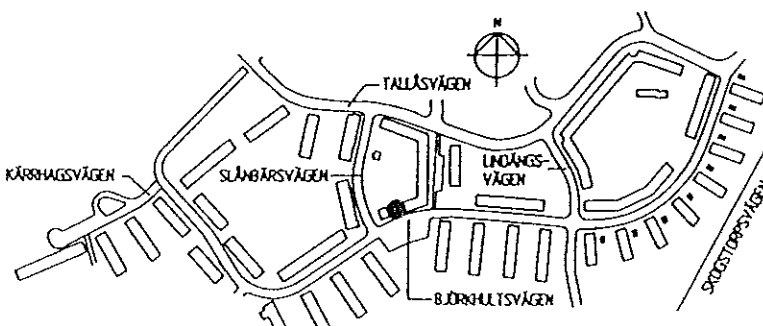 N
TALLÅSVÄGEN
KÄRRHAGSVÄGEN
SLÅNBÄRSVÄGEN
LINDÄNGS-
VÄGEN
BJÖRKHULTSVÄGEN
SKOGSTORPSVÄGEN